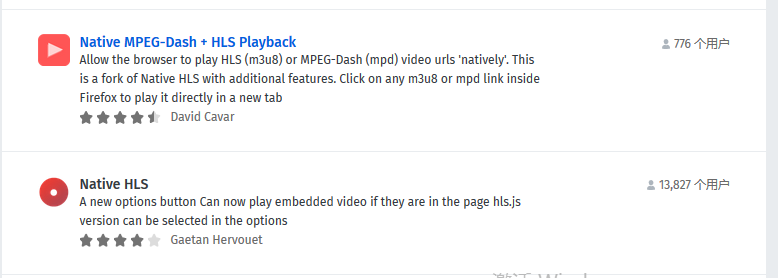 Native MPEG-Dash + HLS Playback
776 个用户
Allow the browser to play HLS (m3u8) or MPEG-Dash (mpd) video urls 'natively'. This
is a fork of Native HLS with additional features. Click on any m3u8 or mpd link inside
Firefox to play it directly in a new tab
David Cavar
Native HLS
13,827 个用户
A new options button Can now play embedded video if they are in the page hls.js
version can be selected in the options
Gaetan Hervouet